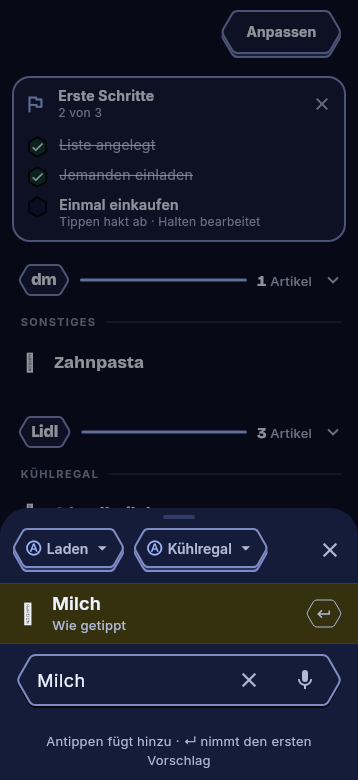 Anpassen
Erste Schritte
2 von 3
Liste angelegt
Jemanden einladen
Einmal einkaufen
Tippen hakt ab · Halten bearbeitet
dm
1 Artikel
SONSTIGES
Zahnpasta
Lidl
3 Artikel
KÜHLREGAL
A Laden
A Kühlregal
Milch
Wie getippt
Milch
Antippen fügt hinzu · ↵ nimmt den ersten
Vorschlag